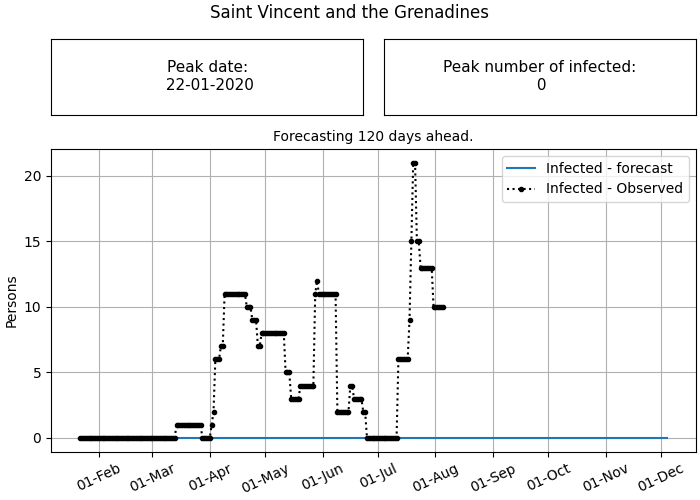 Saint Vincent and the Grenadines
Peak date:
22-01-2020
Peak number of infected:
0
Forecasting 120 days ahead.
Infected - forecast
Infected - Observed
Persons
20
15
10
5
0
01-Feb
01-Mar
01-Apr
01-May
01-Jun
01-Jul
01-Aug
01-Sep
01-Oct
01-Nov
01-Dec